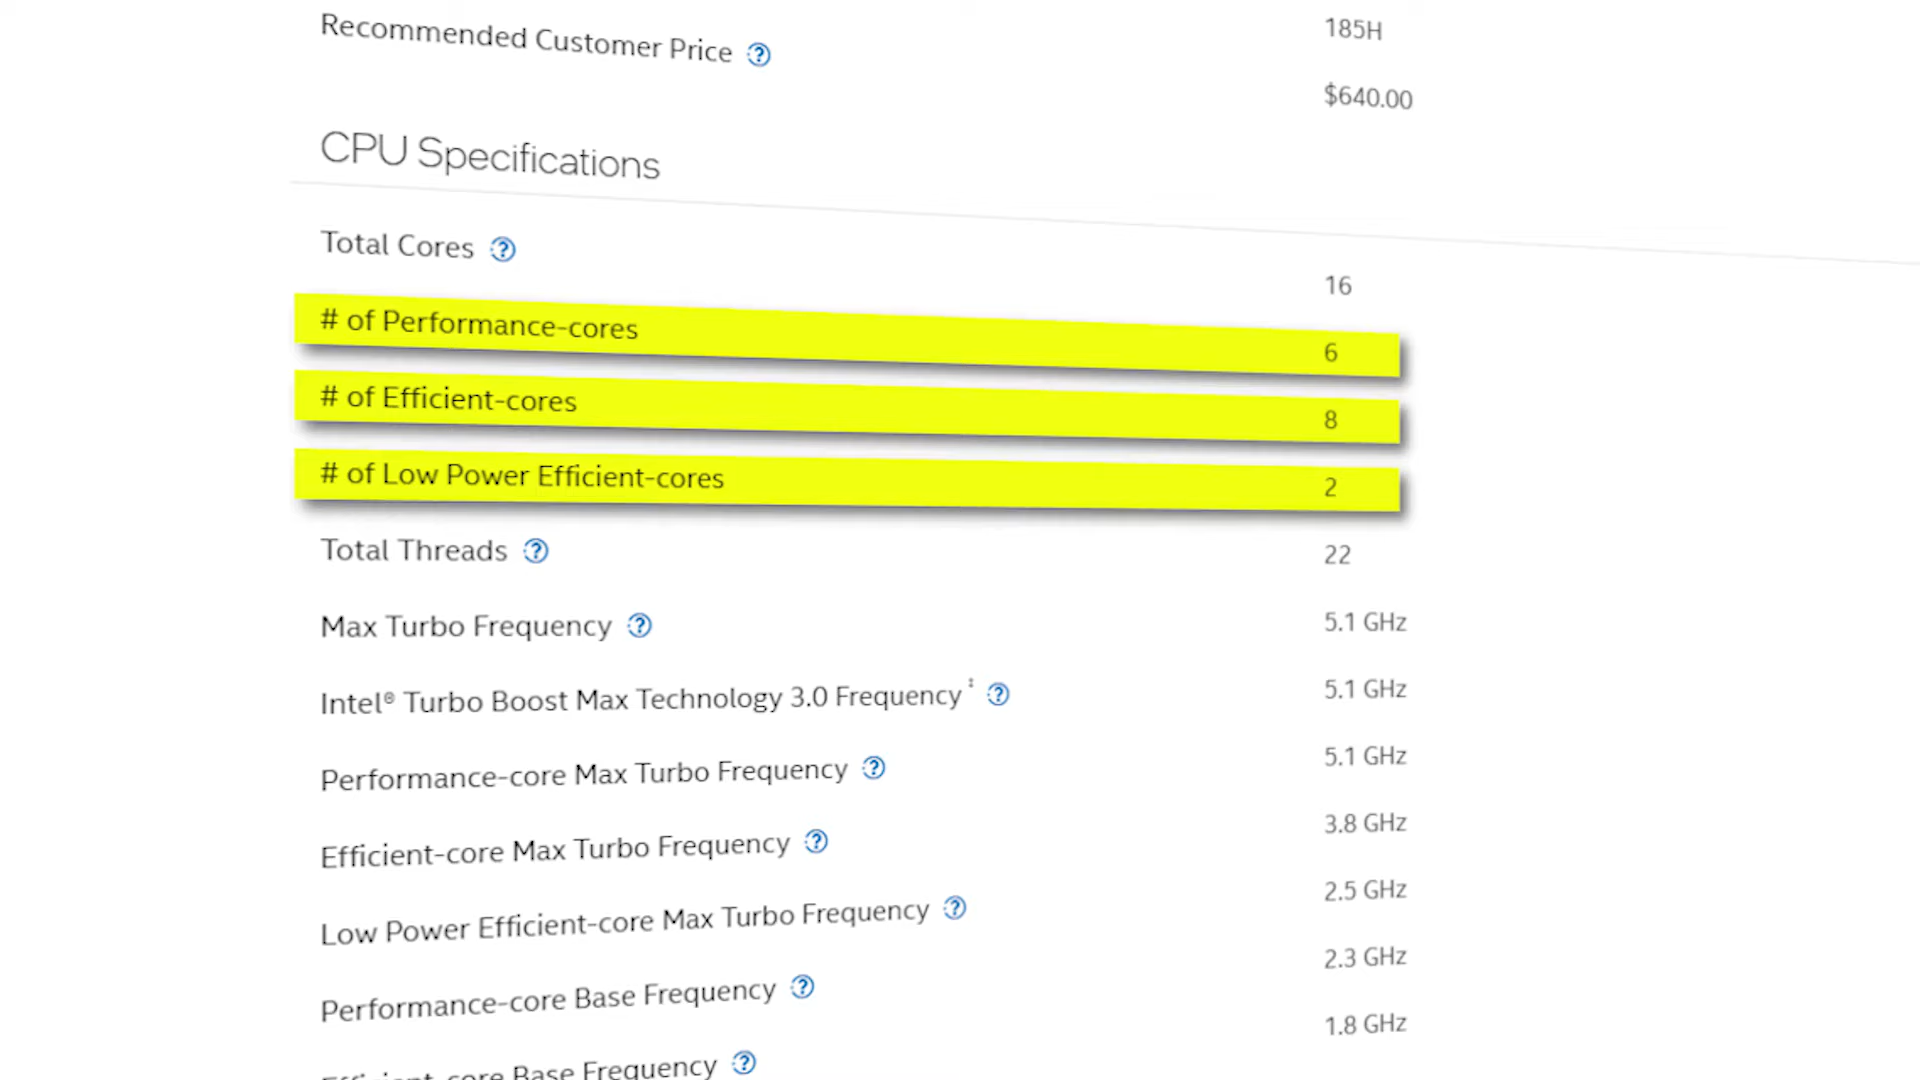 185H
Recommended Customer Price ?
$640.00
CPU Specifications
Total Cores ? 16
# of Performance-cores 6
# of Efficient-cores 8
# of Low Power Efficient-cores 2
Total Threads ? 22
Max Turbo Frequency ? 5.1 GHz
Intel® Turbo Boost Max Technology 3.0 Frequency ‡ ? 5.1 GHz
Performance-core Max Turbo Frequency ? 5.1 GHz
Efficient-core Max Turbo Frequency ? 3.8 GHz
Low Power Efficient-core Max Turbo Frequency ? 2.5 GHz
Performance-core Base Frequency ? 2.3 GHz
Efficient-core Base Frequency ? 1.8 GHz